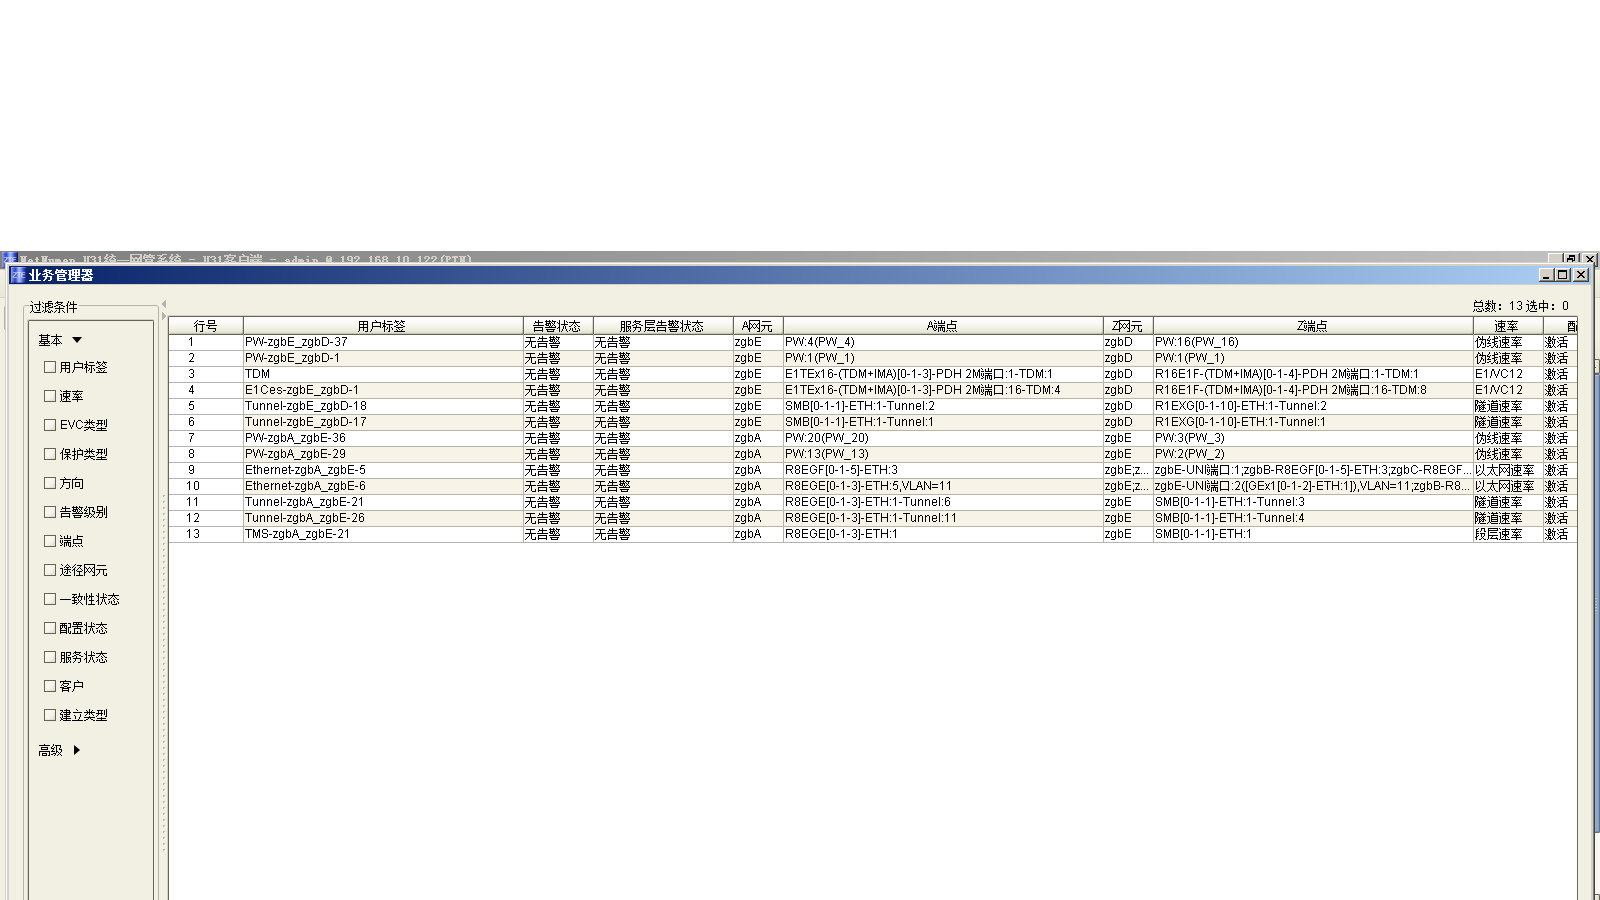 NetNumen U31统一网管系统 - U31客户端 - admin @ 192.168.10.122(PTN)
业务管理器
过滤条件
总数: 13 选中: 0
基本
用户标签
速率
EVC类型
保护类型
方向
告警级别
端点
途径网元
一致性状态
配置状态
服务状态
客户
建立类型
高级
行号 用户标签 告警状态 服务层告警状态 A网元 A端点 Z网元 Z端点 速率
1 PW-zgbE_zgbD-37 无告警 无告警 zgbE PW:4(PW_4) zgbD PW:16(PW_16) 伪线速率 激活
2 PW-zgbE_zgbD-1 无告警 无告警 zgbE PW:1(PW_1) zgbD PW:1(PW_1) 伪线速率 激活
3 TDM 无告警 无告警 zgbE E1TEx16-(TDM+IMA)[0-1-3]-PDH 2M端口:1-TDM:1 zgbD R16E1F-(TDM+IMA)[0-1-4]-PDH 2M端口:1-TDM:1 E1/VC12 激活
4 E1Ces-zgbE_zgbD-1 无告警 无告警 zgbE E1TEx16-(TDM+IMA)[0-1-3]-PDH 2M端口:16-TDM:4 zgbD R16E1F-(TDM+IMA)[0-1-4]-PDH 2M端口:16-TDM:8 E1/VC12 激活
5 Tunnel-zgbE_zgbD-18 无告警 无告警 zgbE SMB[0-1-1]-ETH:1-Tunnel:2 zgbD R1EXG[0-1-10]-ETH:1-Tunnel:2 隧道速率 激活
6 Tunnel-zgbE_zgbD-17 无告警 无告警 zgbE SMB[0-1-1]-ETH:1-Tunnel:1 zgbD R1EXG[0-1-10]-ETH:1-Tunnel:1 隧道速率 激活
7 PW-zgbA_zgbE-36 无告警 无告警 zgbA PW:20(PW_20) zgbE PW:3(PW_3) 伪线速率 激活
8 PW-zgbA_zgbE-29 无告警 无告警 zgbA PW:13(PW_13) zgbE PW:2(PW_2) 伪线速率 激活
9 Ethernet-zgbA_zgbE-5 无告警 无告警 zgbA R8EGF[0-1-5]-ETH:3 zgbE;z... zgbE-UNI端口:1;zgbB-R8EGF[0-1-5]-ETH:3;zgbC-R8EGF... 以太网速率 激活
10 Ethernet-zgbA_zgbE-6 无告警 无告警 zgbA R8EGE[0-1-3]-ETH:5,VLAN=11 zgbE;z... zgbE-UNI端口:2([GEx1[0-1-2]-ETH:1]),VLAN=11;zgbB-R8... 以太网速率 激活
11 Tunnel-zgbA_zgbE-21 无告警 无告警 zgbA R8EGE[0-1-3]-ETH:1-Tunnel:6 zgbE SMB[0-1-1]-ETH:1-Tunnel:3 隧道速率 激活
12 Tunnel-zgbA_zgbE-26 无告警 无告警 zgbA R8EGE[0-1-3]-ETH:1-Tunnel:11 zgbE SMB[0-1-1]-ETH:1-Tunnel:4 隧道速率 激活
13 TMS-zgbA_zgbE-21 无告警 无告警 zgbA R8EGE[0-1-3]-ETH:1 zgbE SMB[0-1-1]-ETH:1 段层速率 激活